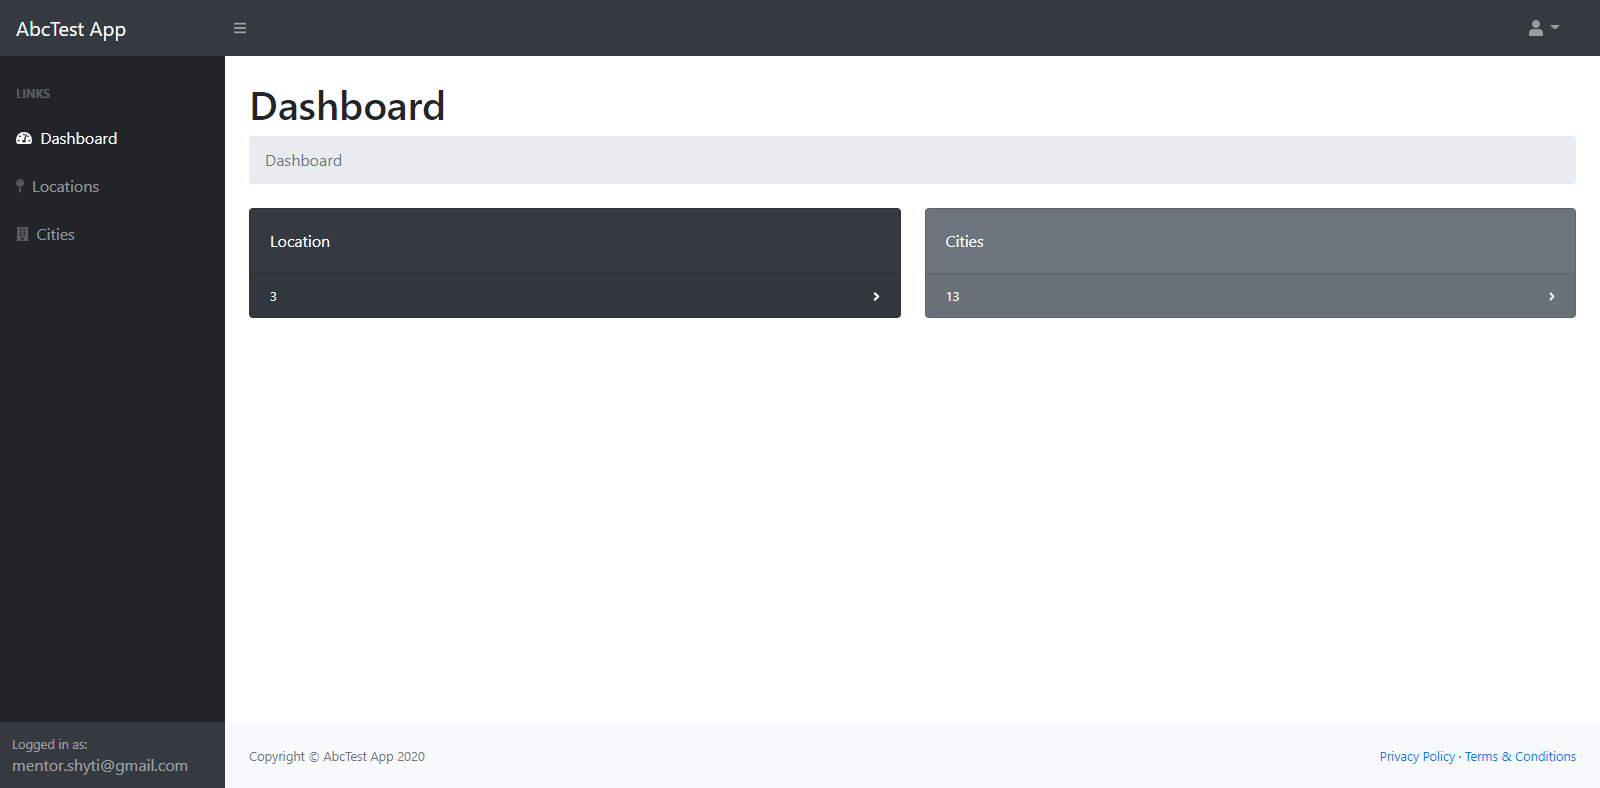 AbcTest App
LINKS
Dashboard
Locations
Cities
Logged in as:
mentor.shyti@gmail.com
Dashboard
Dashboard
Location
3
Cities
13
Copyright © AbcTest App 2020
Privacy Policy · Terms & Conditions